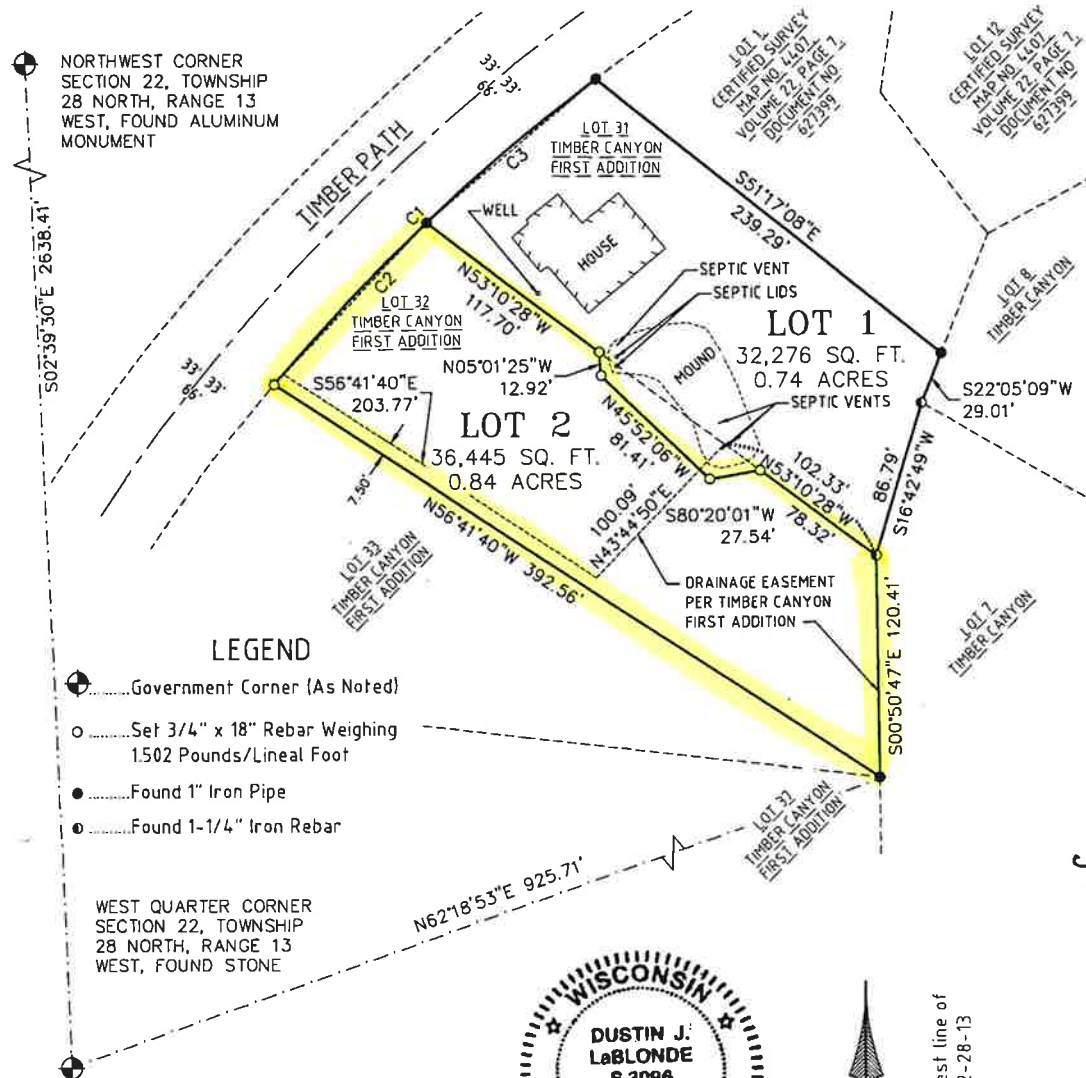 NORTHWEST CORNER
SECTION 22, TOWNSHIP
28 NORTH, RANGE 13
WEST, FOUND ALUMINUM
MONUMENT
S02°39'30"E 2638.41'
TIMBER PATH
33' 33'
66'
33' 33'
66'
LOT 1,
CERTIFIED SURVEY
MAP NO. 4407
VOLUME 22, PAGE 7,
DOCUMENT NO
627399
LOT 12
CERTIFIED SURVEY
MAP NO. 4407
VOLUME 22, PAGE 7
DOCUMENT NO
627399
LOT 31
TIMBER CANYON
FIRST ADDITION
C3
C1
C2
WELL
HOUSE
S51°17'08"E
239.29'
N53°10'28"W
117.70'
SEPTIC VENT
SEPTIC LIDS
LOT 1
32,276 SQ. FT.
0.74 ACRES
MOUND
SEPTIC VENTS
LOT 8
TIMBER CANYON
S22°05'09"W
29.01'
86.79'
S16°42'49"W
LOT 32
TIMBER CANYON
FIRST ADDITION
N05°01'25"W
12.92'
S56°41'40"E
203.77'
LOT 2
36,445 SQ. FT.
0.84 ACRES
N45°52'06"W
81.41'
102.33'
N53°10'28"W
78.32'
S80°20'01"W
27.54'
100.09'
N43°44'50"E
7.50'
N56°41'40"W 392.56'
LOT 33
TIMBER CANYON
FIRST ADDITION
DRAINAGE EASEMENT
PER TIMBER CANYON
FIRST ADDITION
S00°50'47"E 120.41'
LOT 7
TIMBER CANYON
LEGEND
Government Corner (As Noted)
Set 3/4" x 18" Rebar Weighing
1.502 Pounds/Lineal Foot
Found 1" Iron Pipe
Found 1-1/4" Iron Rebar
LOT 37
TIMBER CANYON
FIRST ADDITION
N62°18'53"E 925.71'
WEST QUARTER CORNER
SECTION 22, TOWNSHIP
28 NORTH, RANGE 13
WEST, FOUND STONE
WISCONSIN
DUSTIN J.
LaBLONDE
S-3096
est line of
2-28-13